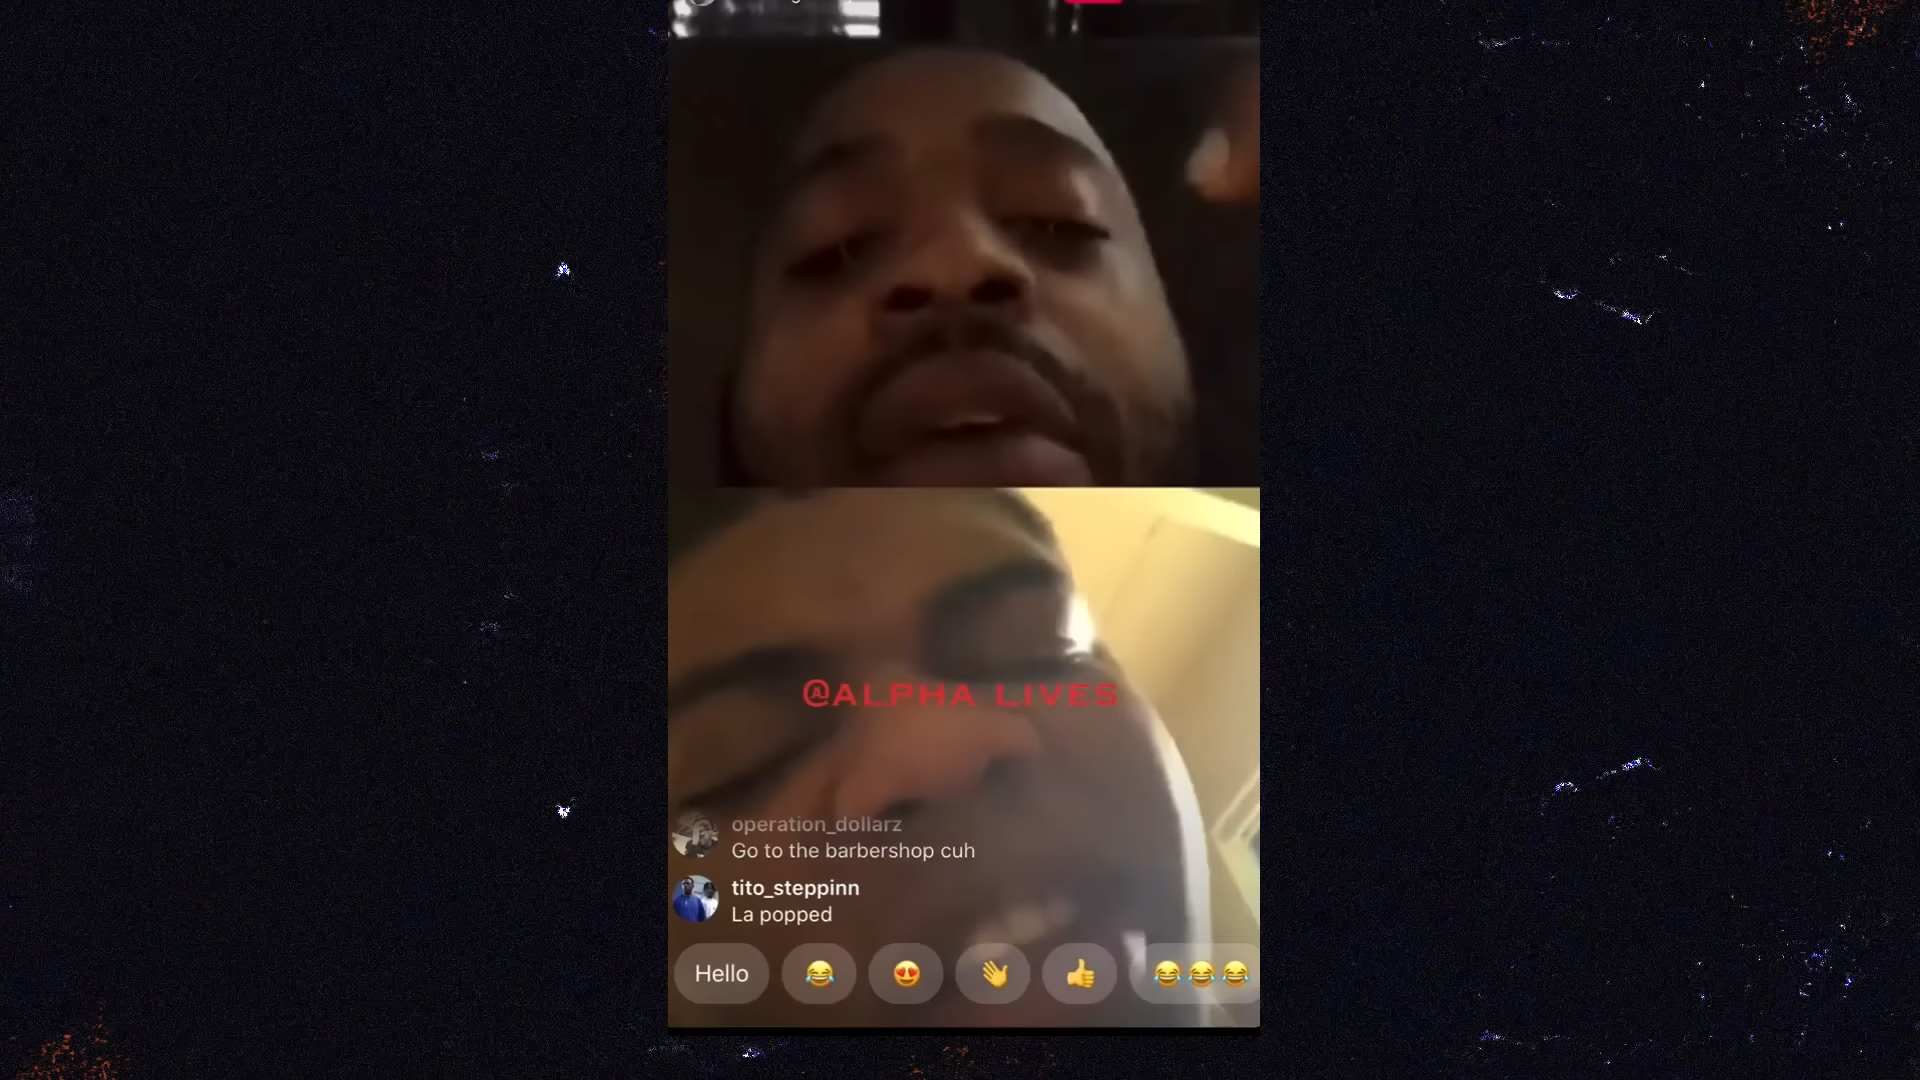 @ALPHA LIVES
operation_dollarz
Go to the barbershop cuh
tito_steppinn
La popped
Hello